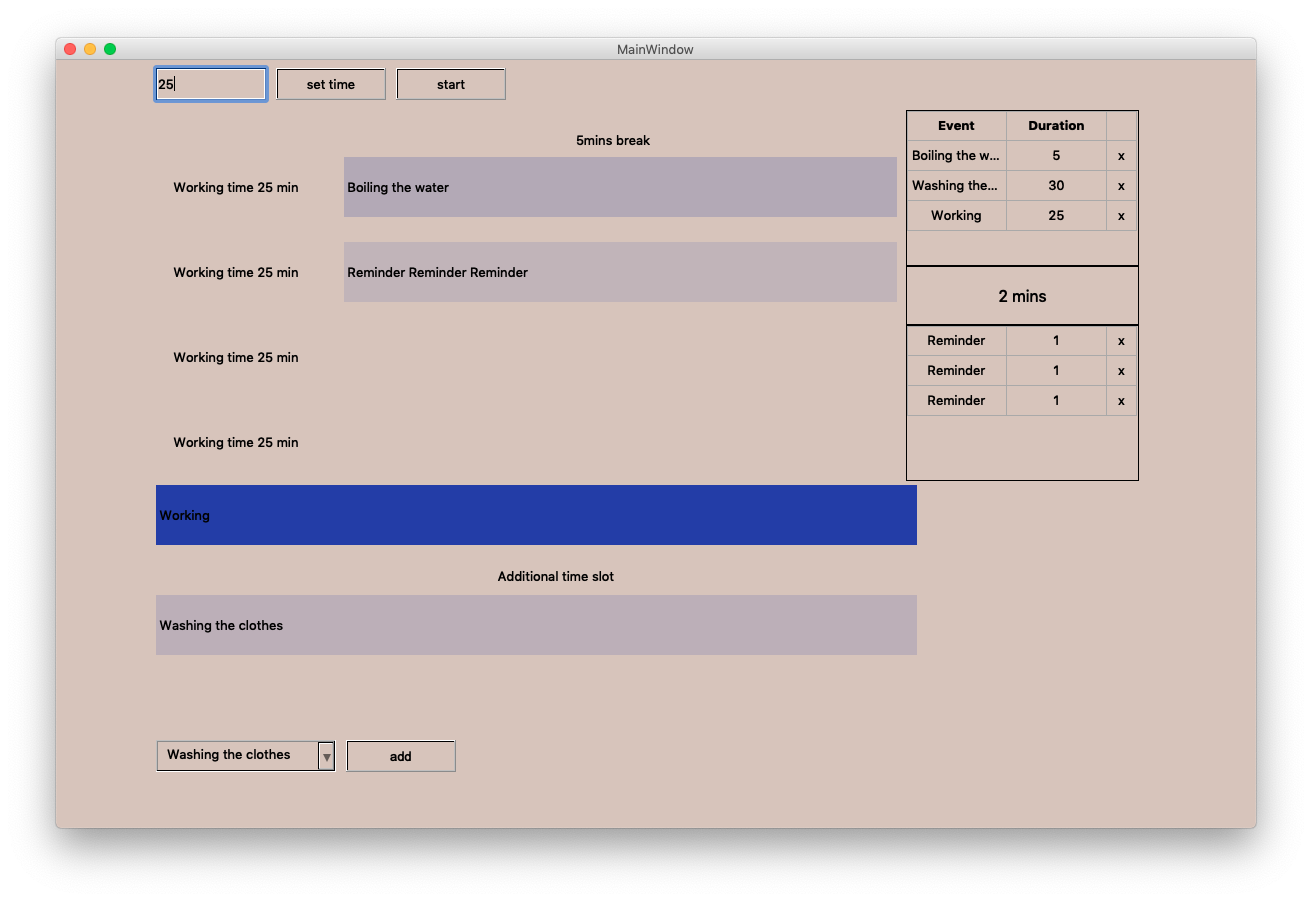 MainWindow
25 set time start
5mins break
Working time 25 min Boiling the water
Working time 25 min Reminder Reminder Reminder
Working time 25 min
Working time 25 min
Working
Additional time slot
Washing the clothes
Washing the clothes ▼ add
Event Duration
Boiling the w... 5 x
Washing the... 30 x
Working 25 x
2 mins
Reminder 1 x
Reminder 1 x
Reminder 1 x